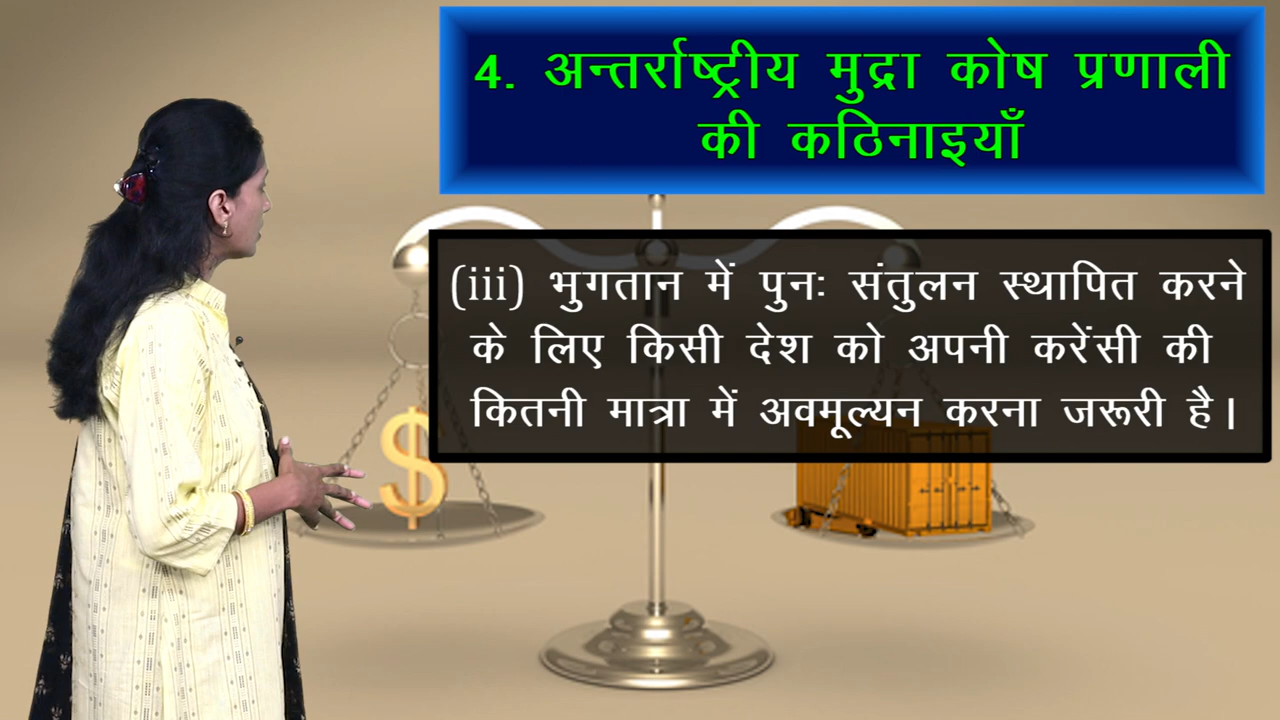 4. अन्तर्राष्ट्रीय मुद्रा कोष प्रणाली
की कठिनाइयाँ
(iii) भुगतान में पुनः संतुलन स्थापित करने
के लिए किसी देश को अपनी करेंसी की
कितनी मात्रा में अवमूल्यन करना जरूरी है।
$